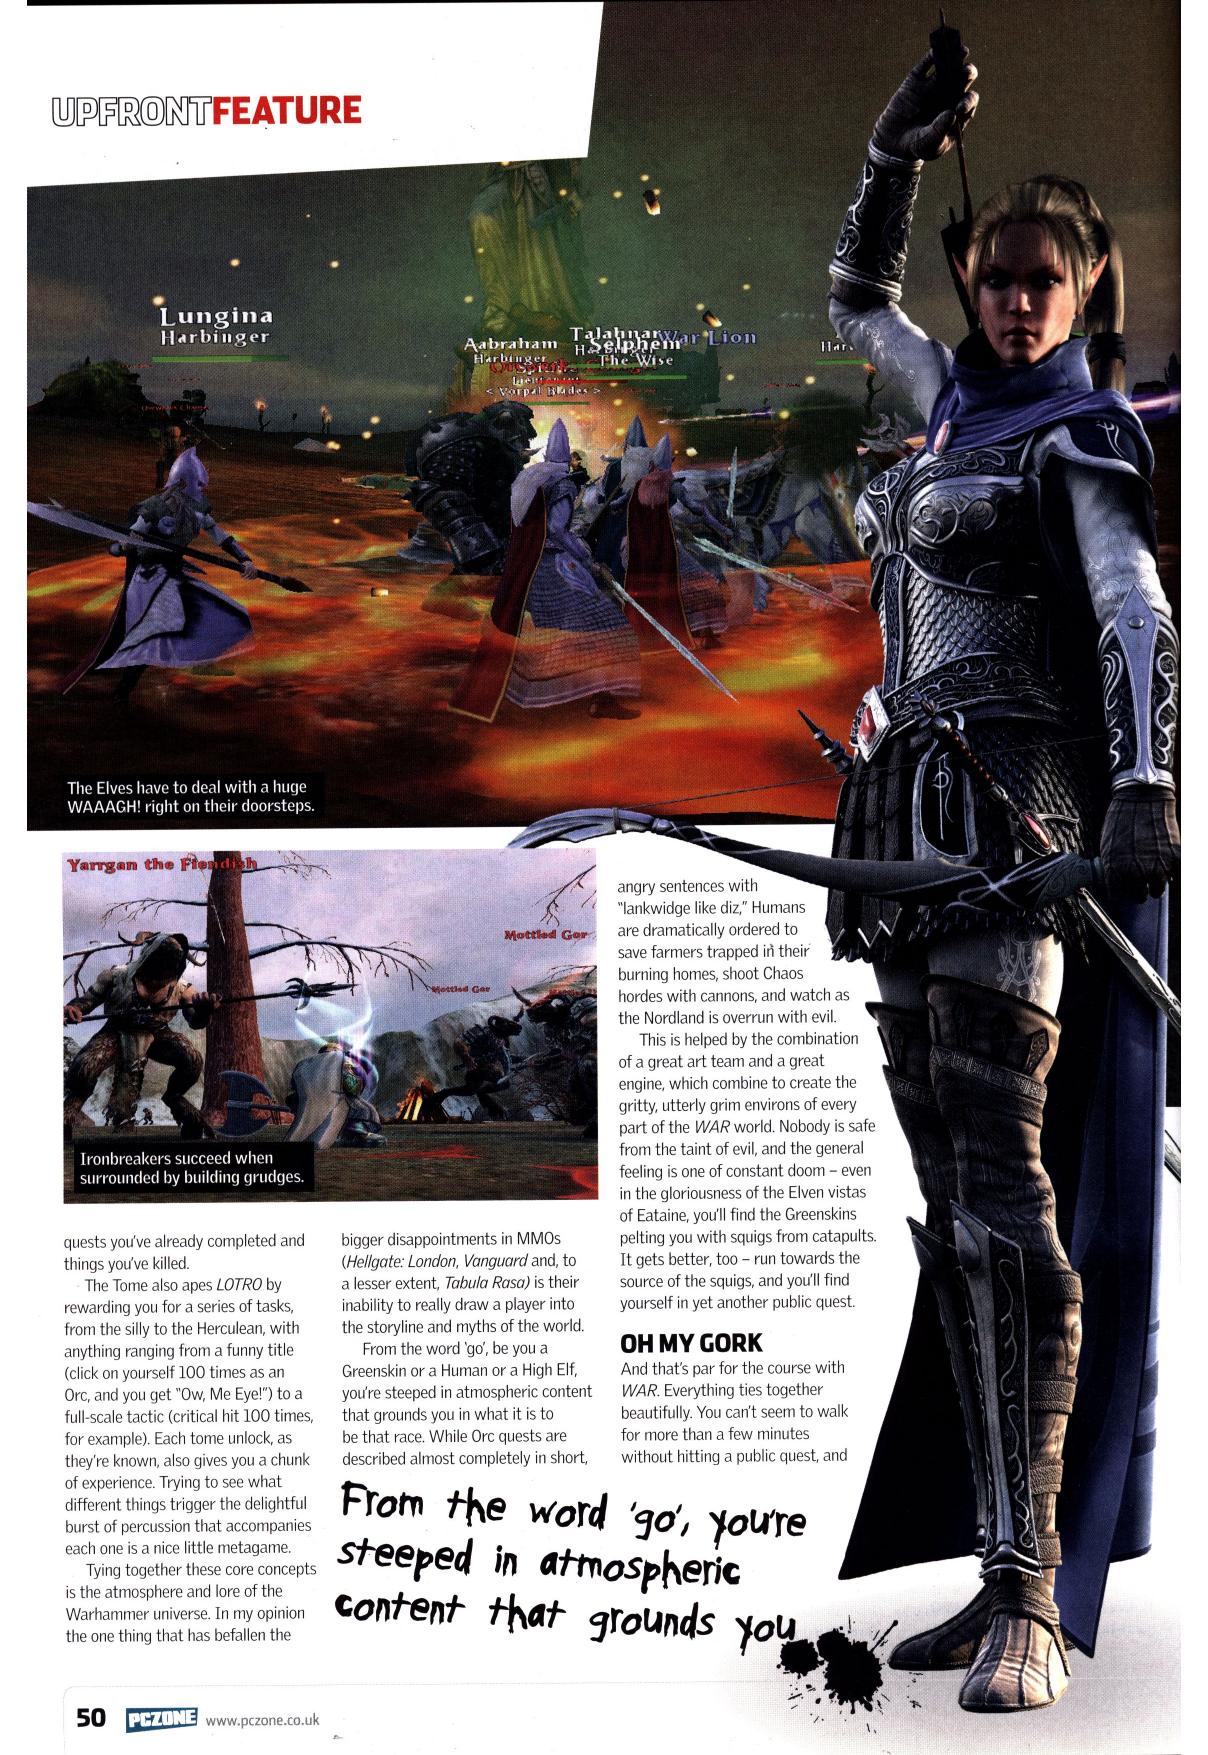 UPFRONTFEATURE
Lungina
Harbinger
Aabraham
Harbinger
Talahnar
War Lion
Selphem
The Wise
< Vorpal Blades >
The Elves have to deal with a huge
WAAAGH! right on their doorsteps.
Yarrgan the Fiendish
Mottled Gor
Mottled Gor
Ironbreakers succeed when
surrounded by building grudges.
quests you've already completed and
things you've killed.
The Tome also apes LOTRO by
rewarding you for a series of tasks,
from the silly to the Herculean, with
anything ranging from a funny title
(click on yourself 100 times as an
Orc, and you get "Ow, Me Eye!") to a
full-scale tactic (critical hit 100 times,
for example). Each tome unlock, as
they're known, also gives you a chunk
of experience. Trying to see what
different things trigger the delightful
burst of percussion that accompanies
each one is a nice little metagame.
Tying together these core concepts
is the atmosphere and lore of the
Warhammer universe. In my opinion
the one thing that has befallen the
bigger disappointments in MMOs
(Hellgate: London, Vanguard and, to
a lesser extent, Tabula Rasa) is their
inability to really draw a player into
the storyline and myths of the world.
From the word 'go', be you a
Greenskin or a Human or a High Elf,
you're steeped in atmospheric content
that grounds you in what it is to
be that race. While Orc quests are
described almost completely in short,
angry sentences with
"lankwidge like diz," Humans
are dramatically ordered to
save farmers trapped in their
burning homes, shoot Chaos
hordes with cannons, and watch as
the Nordland is overrun with evil.
This is helped by the combination
of a great art team and a great
engine, which combine to create the
gritty, utterly grim environs of every
part of the WAR world. Nobody is safe
from the taint of evil, and the general
feeling is one of constant doom – even
in the gloriousness of the Elven vistas
of Eataine, you'll find the Greenskins
pelting you with squigs from catapults.
It gets better, too – run towards the
source of the squigs, and you'll find
yourself in yet another public quest.
OH MY GORK
And that's par for the course with
WAR. Everything ties together
beautifully. You can't seem to walk
for more than a few minutes
without hitting a public quest, and
From the word 'go', you're
steeped in atmospheric
content that grounds you
50 PCZONE www.pczone.co.uk